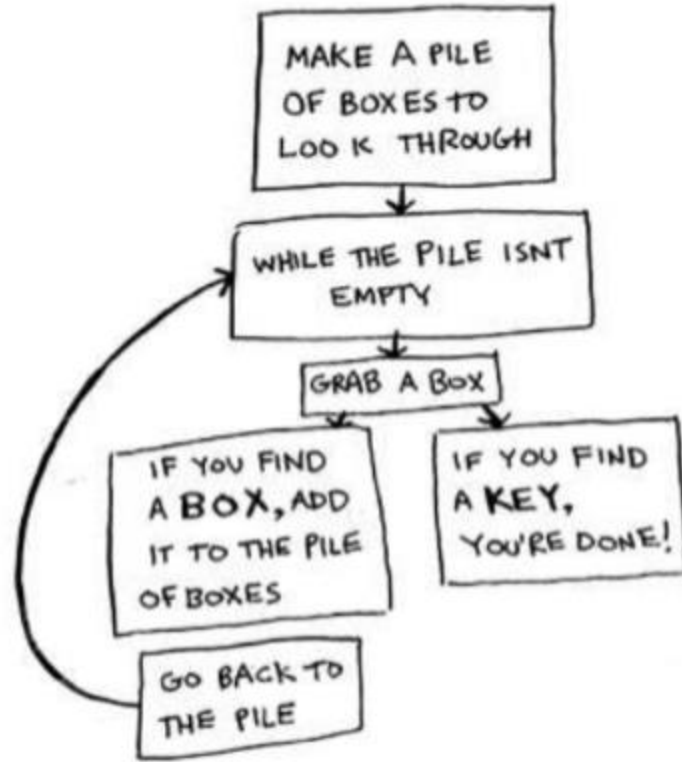 MAKE A PILE
OF BOXES TO
LOOK THROUGH
WHILE THE PILE ISNT
EMPTY
GRAB A BOX
IF YOU FIND
A BOX, ADD
IT TO THE PILE
OF BOXES
IF YOU FIND
A KEY,
YOU'RE DONE!
GO BACK TO
THE PILE